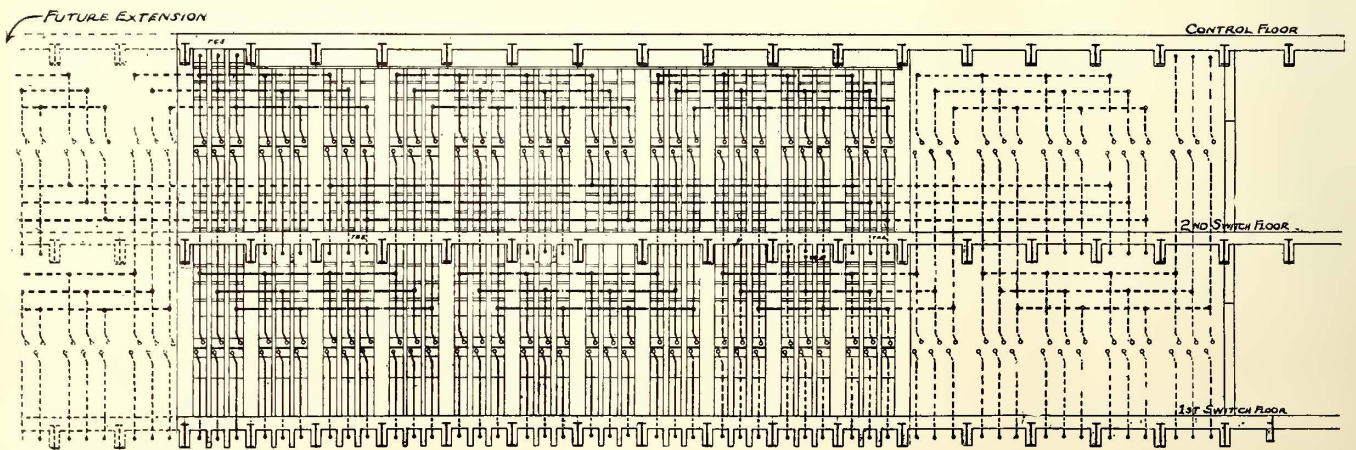 FUTURE EXTENSION
CONTROL FLOOR
2ND SWITCH FLOOR
1ST SWITCH FLOOR